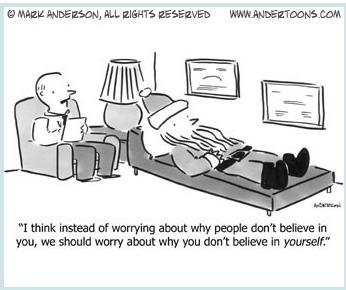 © MARK ANDERSON, ALL RIGHTS RESERVED WWW.ANDERTOONS.COM
ANDERSON
"I think instead of worrying about why people don't believe in
you, we should worry about why you don't believe in yourself."